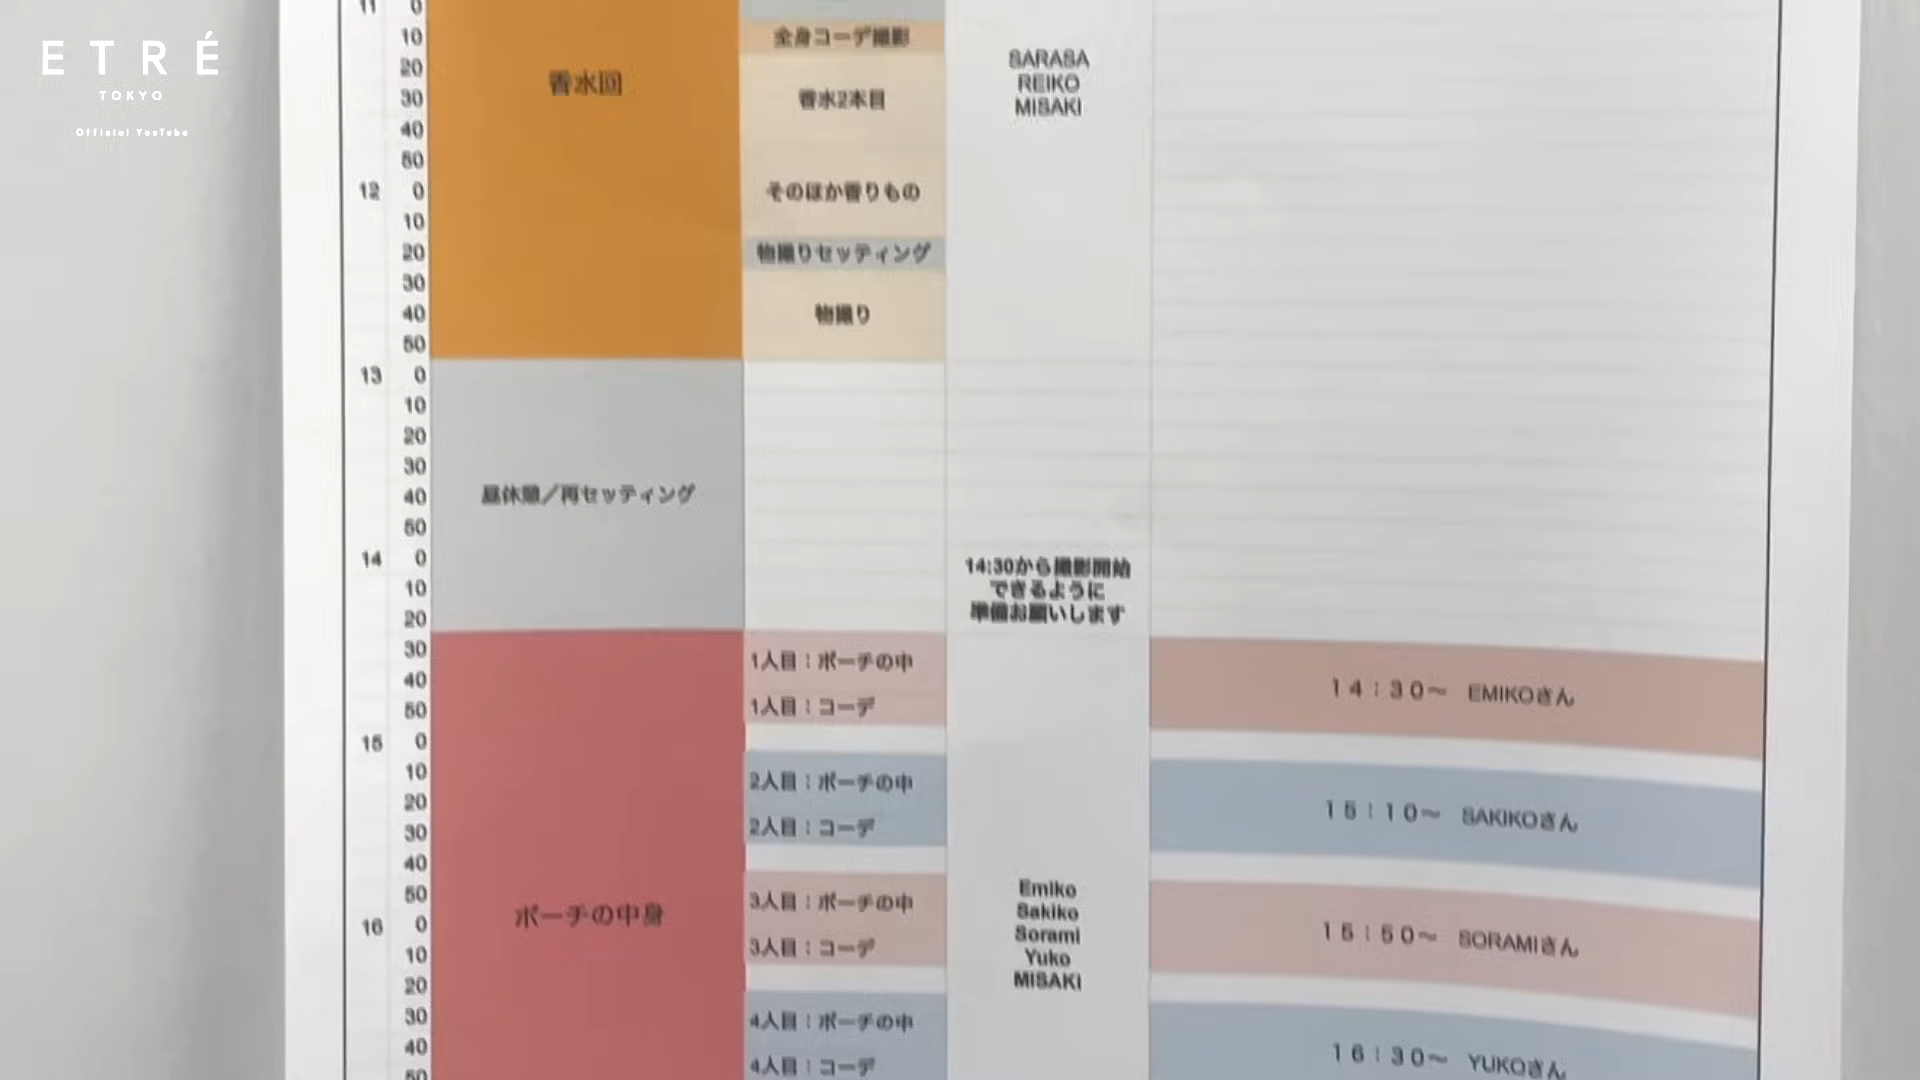 ETRÉ
TOKYO
Official YouTube
11 0
10 全身コーデ撮影
20
香水回
30 香水2本目
SARASA
REIKO
MISAKI
40
50
12 0 そのほか香りもの
10
20 物撮りセッティング
30
40 物撮り
50
13 0
10
20
30
40 昼休憩／再セッティング
50
14 0
10
20
14:30から撮影開始
できるように
準備お願いします
30 1人目：ポーチの中
40
50 1人目：コーデ
14：30〜 EMIKOさん
15 0
10 2人目：ポーチの中
20
30 2人目：コーデ
15：10〜 SAKIKOさん
40
50 3人目：ポーチの中
ポーチの中身
16 0
10 3人目：コーデ
20
Emiko
Sakiko
Sorami
Yuko
MISAKI
15：50〜 SORAMIさん
30 4人目：ポーチの中
40 4人目：コーデ
50
16：30〜 YUKOさん